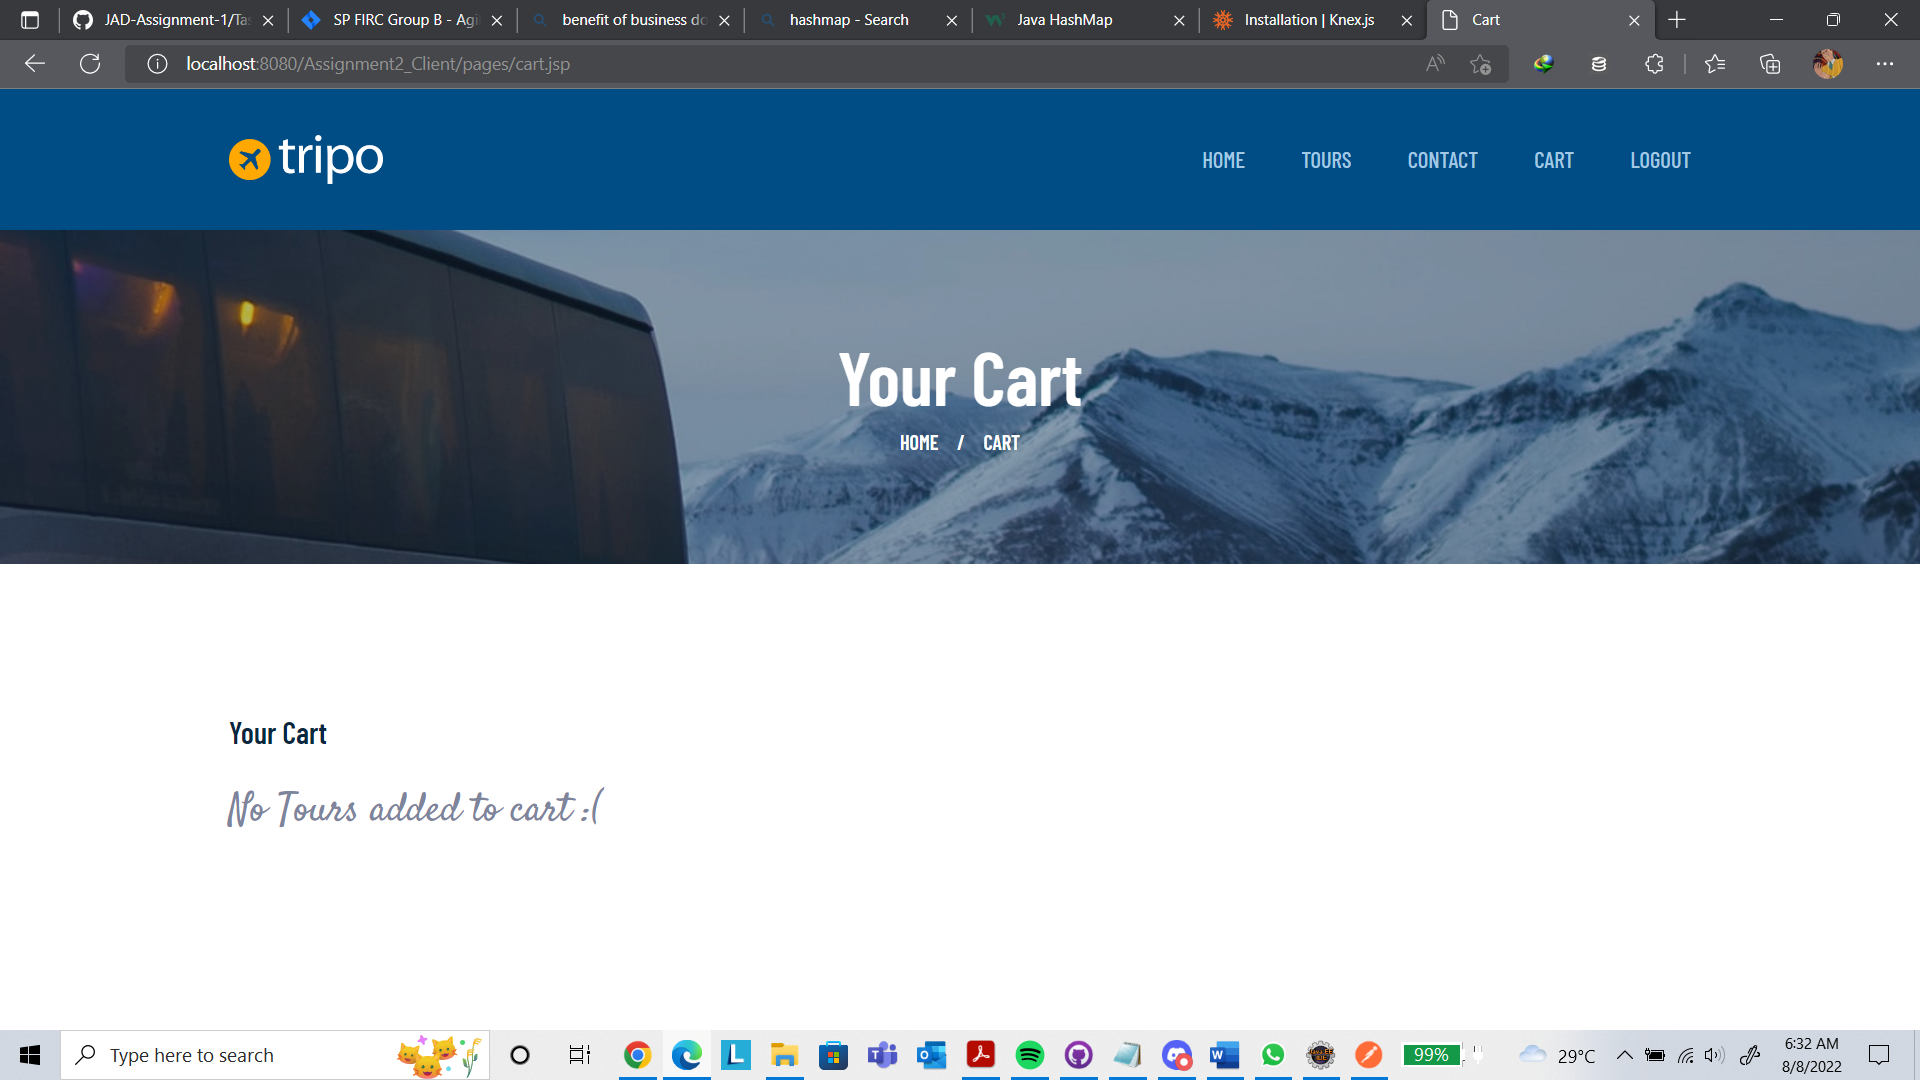 JAD-Assignment-1/Ta
SP FIRC Group B - Agil
benefit of business do
hashmap - Search
Java HashMap
Installation | Knex.js
Cart
localhost:8080/Assignment2_Client/pages/cart.jsp
tripo
HOME
TOURS
CONTACT
CART
LOGOUT
Your Cart
HOME / CART
Your Cart
No Tours added to cart :(
Type here to search
99%
29°C
6:32 AM
8/8/2022